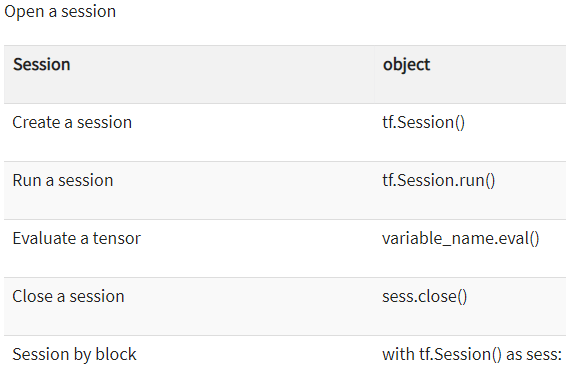 Open a session
Session object
Create a session tf.Session()
Run a session tf.Session.run()
Evaluate a tensor variable_name.eval()
Close a session sess.close()
Session by block with tf.Session() as sess: